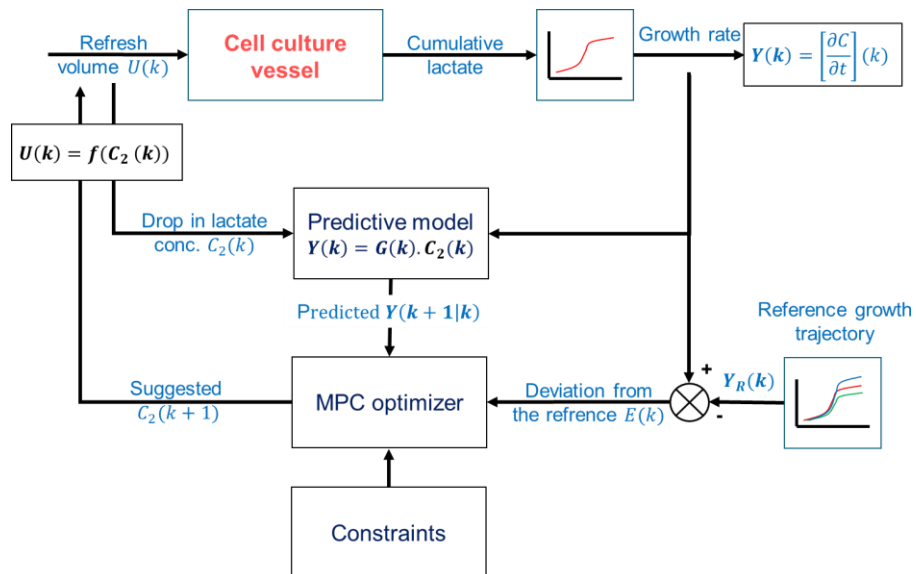 Refresh
volume U(k)
Cell culture
vessel
Cumulative
lactate
Growth rate
Y(k) = [∂C/∂t](k)
U(k) = f(C₂ (k))
Drop in lactate
conc. C₂(k)
Predictive model
Y(k) = G(k). C₂(k)
Predicted Y(k + 1|k)
Reference growth
trajectory
Suggested
C₂(k+1)
MPC optimizer
Deviation from
the refrence E(k)
+
-
Y_R(k)
Constraints